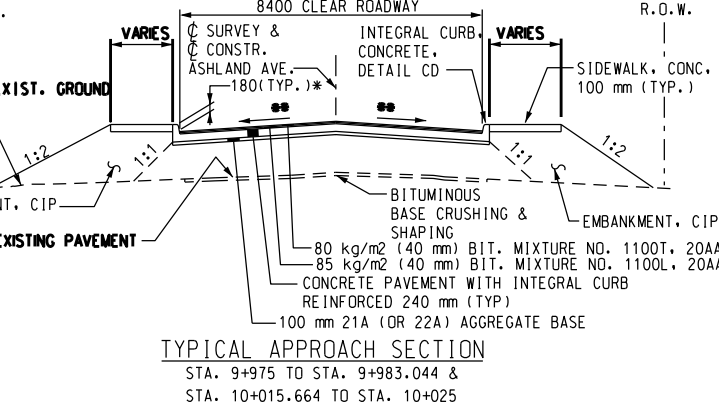 8400 CLEAR ROADWAY
R.O.W.
VARIES
℄ SURVEY &
℄ CONSTR.
ASHLAND AVE.
INTEGRAL CURB,
CONCRETE,
DETAIL CD
VARIES
SIDEWALK, CONC.
100 mm (TYP.)
EXIST. GROUND
180(TYP.)*
1:2
1:1
1:1
1:2
NT, CIP
BITUMINOUS
BASE CRUSHING &
SHAPING
EMBANKMENT, CIP
EXISTING PAVEMENT
80 kg/m2 (40 mm) BIT. MIXTURE NO. 1100T, 20AA
85 kg/m2 (40 mm) BIT. MIXTURE NO. 1100L, 20AA
CONCRETE PAVEMENT WITH INTEGRAL CURB
REINFORCED 240 mm (TYP)
100 mm 21A (OR 22A) AGGREGATE BASE
TYPICAL APPROACH SECTION
STA. 9+975 TO STA. 9+983.044 &
STA. 10+015.664 TO STA. 10+025